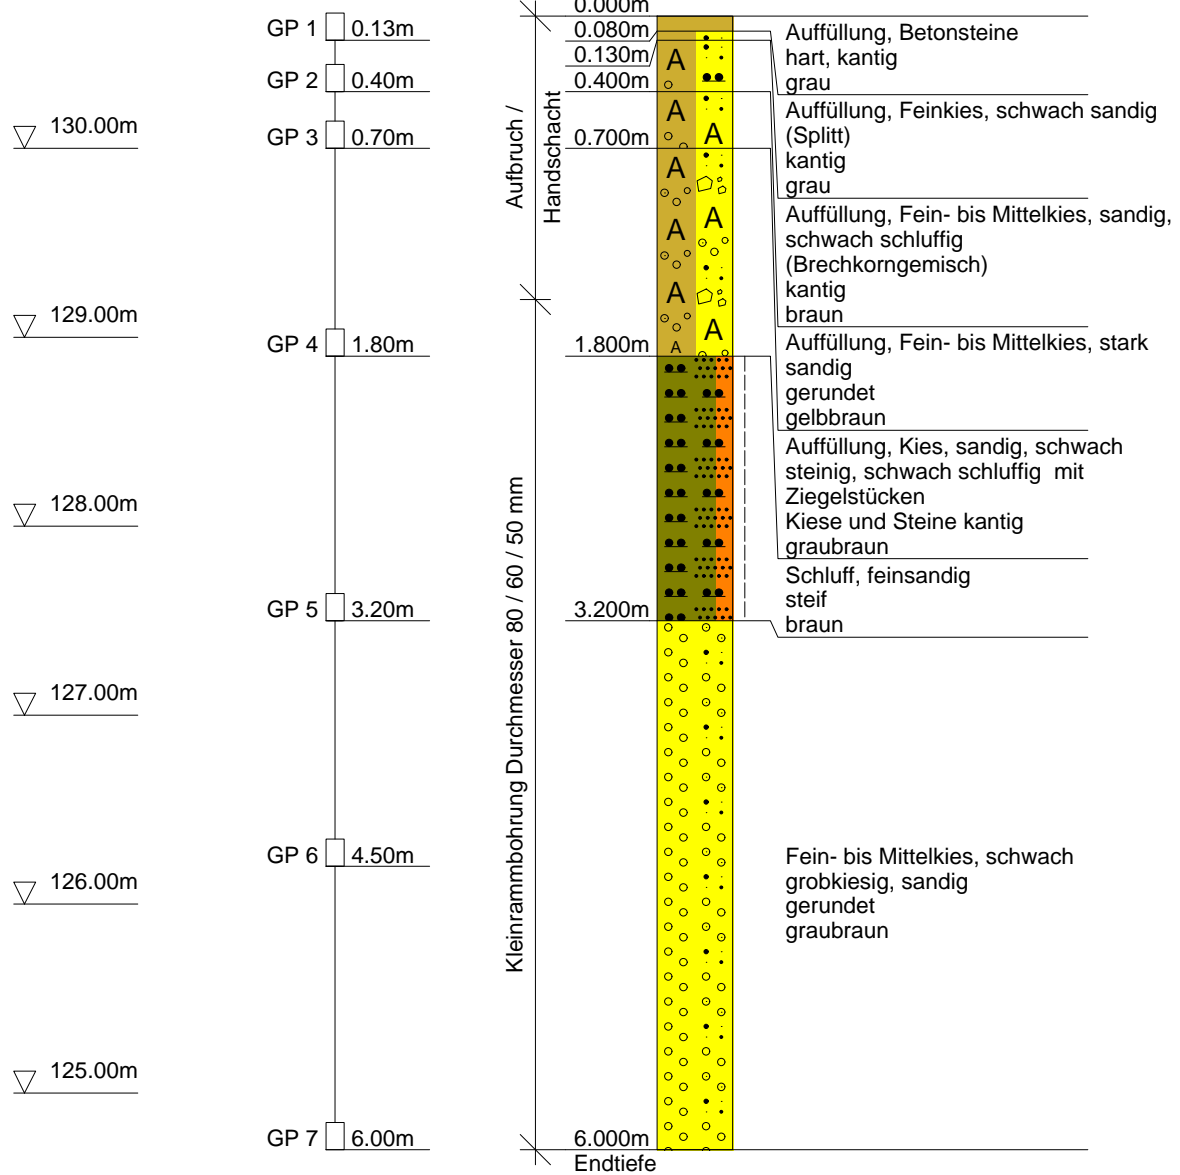 130.00m
129.00m
128.00m
127.00m
126.00m
125.00m
GP 1 0.13m
GP 2 0.40m
GP 3 0.70m
GP 4 1.80m
GP 5 3.20m
GP 6 4.50m
GP 7 6.00m
Aufbruch /
Handschacht
Kleinrammbohrung Durchmesser 80 / 60 / 50 mm
0.000m
0.080m
0.130m
0.400m
0.700m
1.800m
3.200m
6.000m
Endtiefe
A
A
A
A
A
A
A
A
A
Auffüllung, Betonsteine
hart, kantig
grau
Auffüllung, Feinkies, schwach sandig
(Splitt)
kantig
grau
Auffüllung, Fein- bis Mittelkies, sandig,
schwach schluffig
(Brechkorngemisch)
kantig
braun
Auffüllung, Fein- bis Mittelkies, stark
sandig
gerundet
gelbbraun
Auffüllung, Kies, sandig, schwach
steinig, schwach schluffig mit
Ziegelstücken
Kiese und Steine kantig
graubraun
Schluff, feinsandig
steif
braun
Fein- bis Mittelkies, schwach
grobkiesig, sandig
gerundet
graubraun